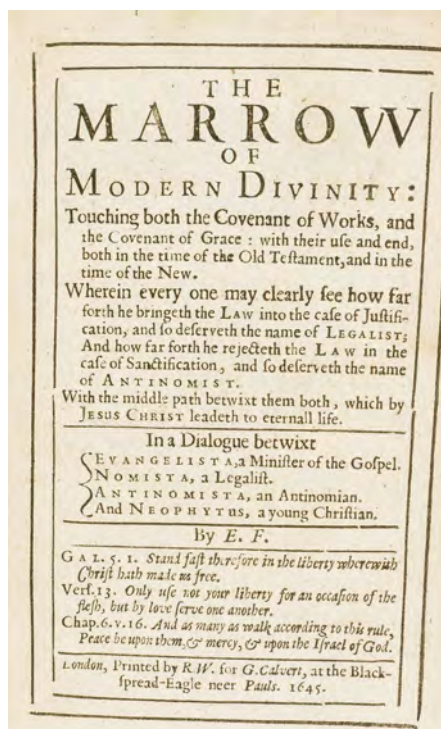 THE
MARROW
OF
MODERN DIVINITY:
Touching both the Covenant of Works, and
the Covenant of Grace : with their uſe and end,
both in the time of the Old Teſtament, and in the
time of the New.
Wherein every one may clearly ſee how far
forth he bringeth the LAW into the caſe of Juſtifi-
cation, and ſo deſerveth the name of LEGALIST;
And how far forth he rejecteth the LAW in the
caſe of Sanctification, and ſo deſerveth the name
of ANTINOMIST.
With the middle path betwixt them both, which by
JESUS CHRIST leadeth to eternall life.
In a Dialogue betwixt
EVANGELISTA, a Miniſter of the Goſpel.
NOMISTA, a Legaliſt.
ANTINOMISTA, an Antinomian.
And NEOPHYTUS, a young Chriſtian.
By E. F.
GAL. 5. 1. Stand faſt therefore in the liberty wherewith
Chriſt hath made us free.
Verſ. 13. Only uſe not your liberty for an occaſion of the
fleſh, but by love ſerve one another.
Chap. 6. v. 16. And as many as walk according to this rule,
Peace be upon them, & mercy, & upon the Iſrael of God.
London, Printed by R.W. for G. Calvert, at the Black-
ſpread-Eagle neer Pauls. 1645.